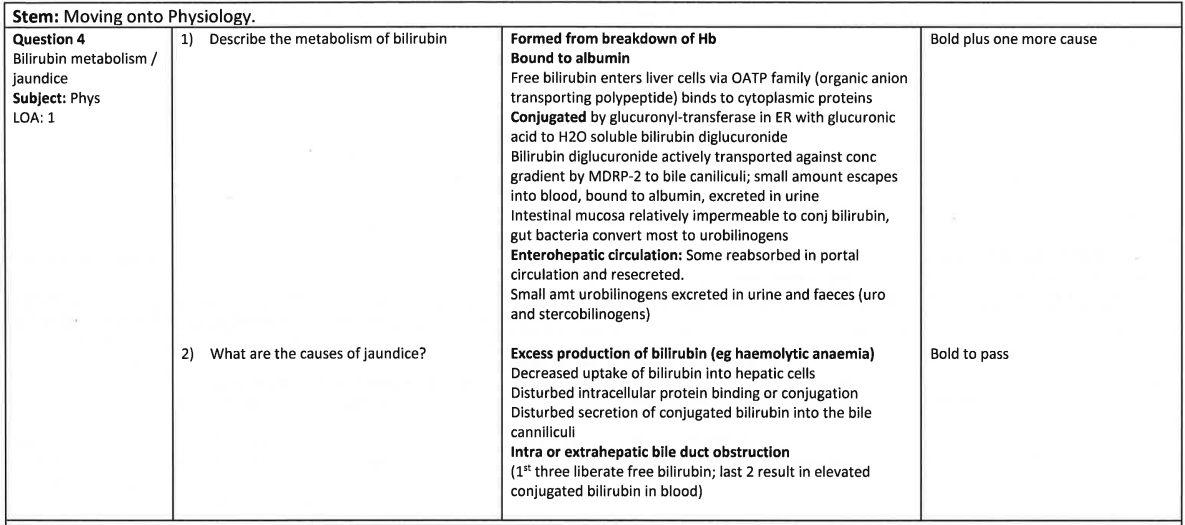 Stem: Moving onto Physiology.
Question 4
Bilirubin metabolism /
jaundice
Subject: Phys
LOA: 1
1) Describe the metabolism of bilirubin
Formed from breakdown of Hb
Bound to albumin
Free bilirubin enters liver cells via OATP family (organic anion
transporting polypeptide) binds to cytoplasmic proteins
Conjugated by glucuronyl-transferase in ER with glucuronic
acid to H2O soluble bilirubin diglucuronide
Bilirubin diglucuronide actively transported against conc
gradient by MDRP-2 to bile caniliculi; small amount escapes
into blood, bound to albumin, excreted in urine
Intestinal mucosa relatively impermeable to conj bilirubin,
gut bacteria convert most to urobilinogens
Enterohepatic circulation: Some reabsorbed in portal
circulation and resecreted.
Small amt urobilinogens excreted in urine and faeces (uro
and stercobilinogens)
Bold plus one more cause
2) What are the causes of jaundice?
Excess production of bilirubin (eg haemolytic anaemia)
Decreased uptake of bilirubin into hepatic cells
Disturbed intracellular protein binding or conjugation
Disturbed secretion of conjugated bilirubin into the bile
canniliculi
Intra or extrahepatic bile duct obstruction
(1st three liberate free bilirubin; last 2 result in elevated
conjugated bilirubin in blood)
Bold to pass